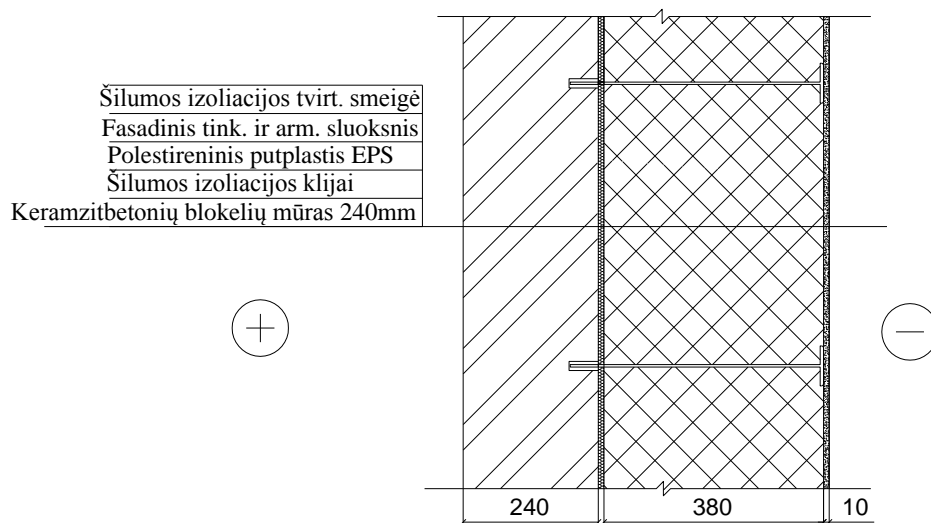 Šilumos izoliacijos tvirt. smeigė
Fasadinis tink. ir arm. sluoksnis
Polestireninis putplastis EPS
Šilumos izoliacijos klijai
Keramzitbetonių blokelių mūras 240mm
240
380
10